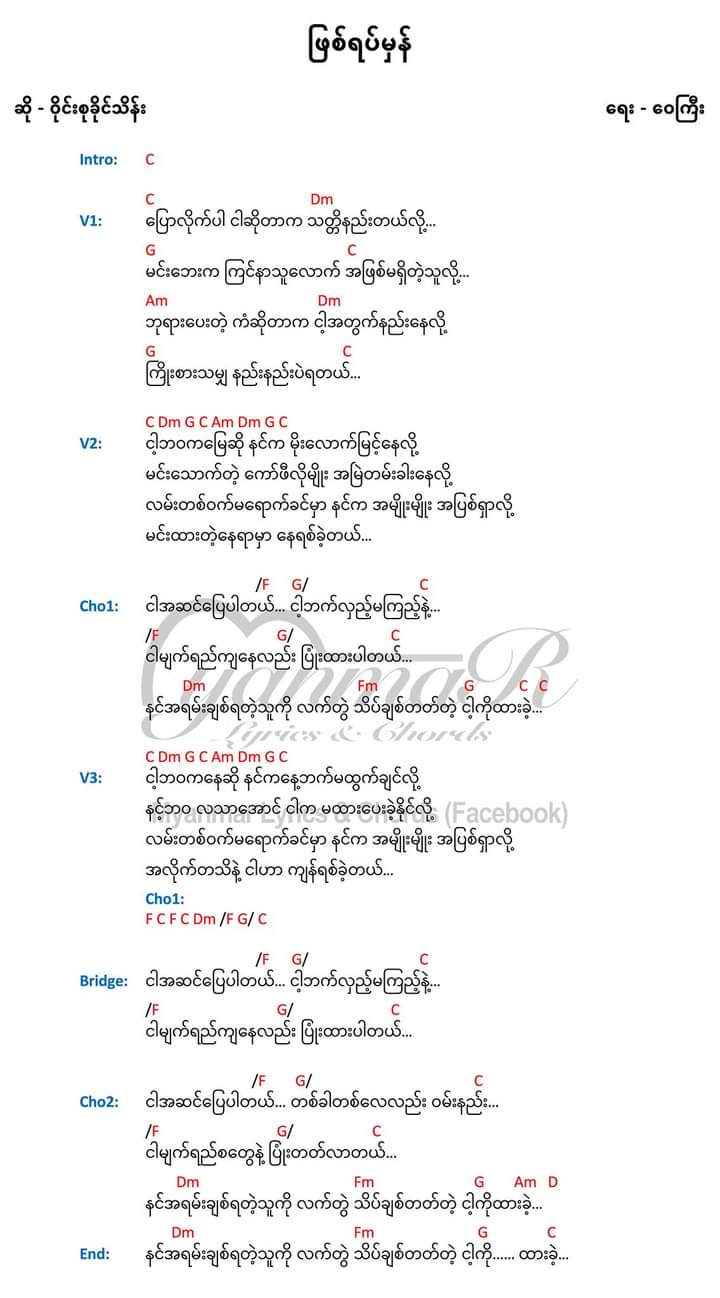 ဖြစ်ရပ်မှန်
ဆို - ဝိုင်းစုခိုင်သိန်း ရေး - ဝေကြီး
Intro: C
C Dm
V1: ပြောလိုက်ပါ ငါဆိုတာက သတ္တိနည်းတယ်လို့...
G C
မင်းဘေးက ကြင်နာသူလောက် အဖြစ်မရှိတဲ့သူလို့...
Am Dm
ဘုရားပေးတဲ့ ကံဆိုတာက ငါ့အတွက်နည်းနေလို့
G C
ကြိုးစားသမျှ နည်းနည်းပဲရတယ်...
C Dm G C Am Dm G C
V2: ငါ့ဘဝကမြေဆို နင်က မိုးလောက်မြင့်နေလို့
မင်းသောက်တဲ့ ကော်ဖီလိုမျိုး အမြဲတမ်းခါးနေလို့
လမ်းတစ်ဝက်မရောက်ခင်မှာ နင်က အမျိုးမျိုး အပြစ်ရှာလို့
မင်းထားတဲ့နေရာမှာ နေရစ်ခဲ့တယ်...
/F G/ C
Cho1: ငါအဆင်ပြေပါတယ်... ငါ့ဘက်လှည့်မကြည့်နဲ့...
/F G/ C
ငါမျက်ရည်ကျနေလည်း ပြုံးထားပါတယ်...
Dm Fm G C C
နင်အရမ်းချစ်ရတဲ့သူကို လက်တွဲ သိပ်ချစ်တတ်တဲ့ ငါ့ကိုထားခဲ့...
MyanmaR
Lyrics & Chords
C Dm G C Am Dm G C
V3: ငါ့ဘဝကနေဆို နင်ကနေ့ဘက်မထွက်ချင်လို့
နင့်ဘဝ လသာအောင် ငါက မထားပေးခဲ့နိုင်လို့
Myanmar Lyrics & Chords (Facebook)
လမ်းတစ်ဝက်မရောက်ခင်မှာ နင်က အမျိုးမျိုး အပြစ်ရှာလို့
အလိုက်တသိနဲ့ ငါဟာ ကျန်ရစ်ခဲ့တယ်...
Cho1:
F C F C Dm /F G/ C
/F G/ C
Bridge: ငါအဆင်ပြေပါတယ်... ငါ့ဘက်လှည့်မကြည့်နဲ့...
/F G/ C
ငါမျက်ရည်ကျနေလည်း ပြုံးထားပါတယ်...
/F G/ C
Cho2: ငါအဆင်ပြေပါတယ်... တစ်ခါတစ်လေလည်း ဝမ်းနည်း...
/F G/ C
ငါမျက်ရည်စတွေနဲ့ ပြုံးတတ်လာတယ်...
Dm Fm G Am D
နင်အရမ်းချစ်ရတဲ့သူကို လက်တွဲ သိပ်ချစ်တတ်တဲ့ ငါ့ကိုထားခဲ့...
Dm Fm G C
End: နင်အရမ်းချစ်ရတဲ့သူကို လက်တွဲ သိပ်ချစ်တတ်တဲ့ ငါ့ကို...... ထားခဲ့...